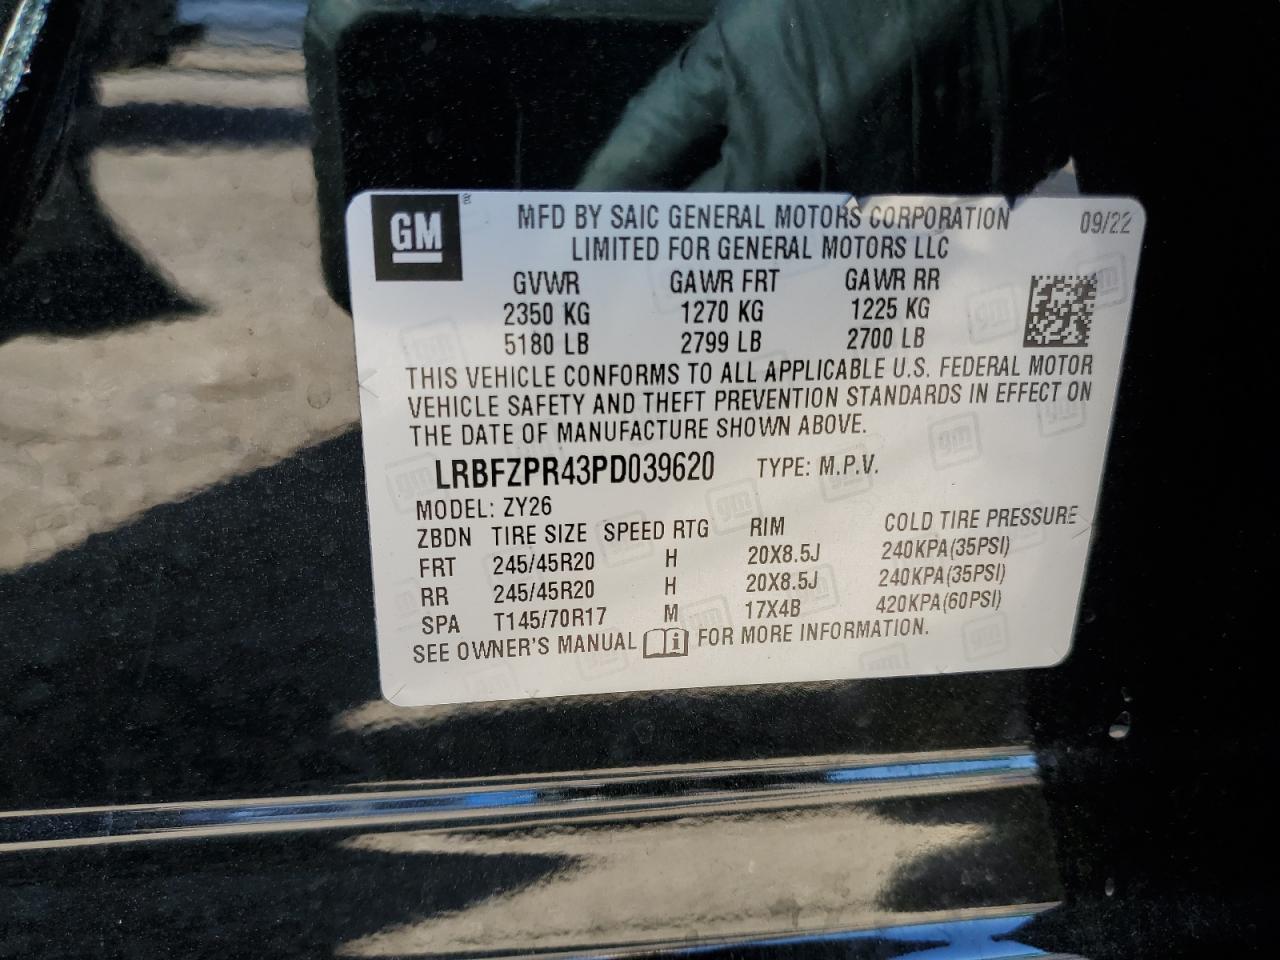 GM ®
MFD BY SAIC GENERAL MOTORS CORPORATION 09/22
LIMITED FOR GENERAL MOTORS LLC
GVWR GAWR FRT GAWR RR
2350 KG 1270 KG 1225 KG
5180 LB 2799 LB 2700 LB
THIS VEHICLE CONFORMS TO ALL APPLICABLE U.S. FEDERAL MOTOR
VEHICLE SAFETY AND THEFT PREVENTION STANDARDS IN EFFECT ON
THE DATE OF MANUFACTURE SHOWN ABOVE.
LRBFZPR43PD039620 TYPE: M.P.V.
MODEL: ZY26
ZBDN TIRE SIZE SPEED RTG RIM COLD TIRE PRESSURE
FRT 245/45R20 H 20X8.5J 240KPA(35PSI)
RR 245/45R20 H 20X8.5J 240KPA(35PSI)
SPA T145/70R17 M 17X4B 420KPA(60PSI)
SEE OWNER'S MANUAL i FOR MORE INFORMATION.